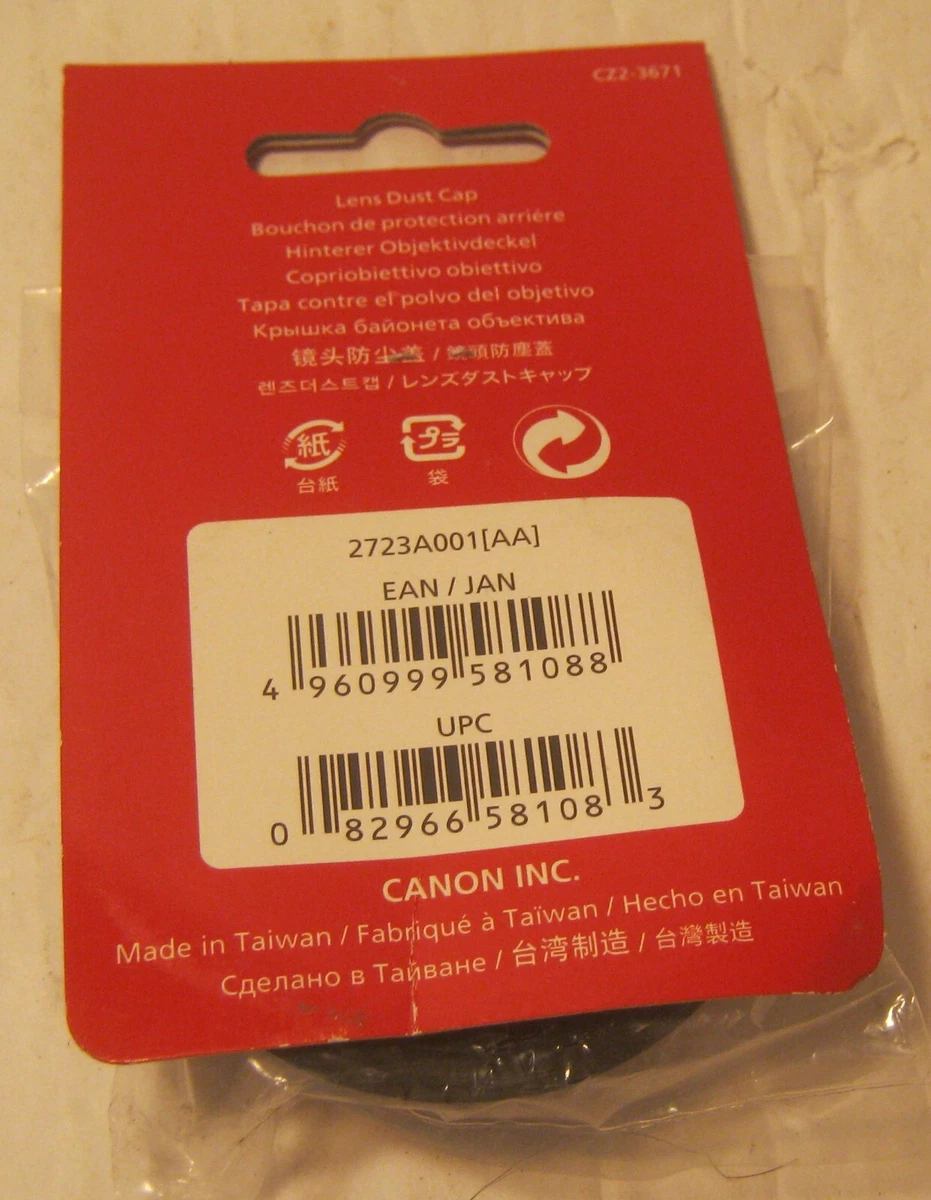 CZ2-3671
Lens Dust Cap
Bouchon de protection arrière
Hinterer Objektivdeckel
Copriobiettivo obiettivo
Tapa contre el polvo del objetivo
Крышка байонета объектива
镜头防尘盖 / 鏡頭防塵蓋
렌즈더스트캡 / レンズダストキャップ
紙 プラ
台紙 袋
2723A001[AA]
EAN / JAN
4 960999 581088
UPC
0 82966 58108 3
CANON INC.
Made in Taiwan / Fabriqué à Taïwan / Hecho en Taiwan
Сделано в Тайване / 台湾制造 / 台灣製造